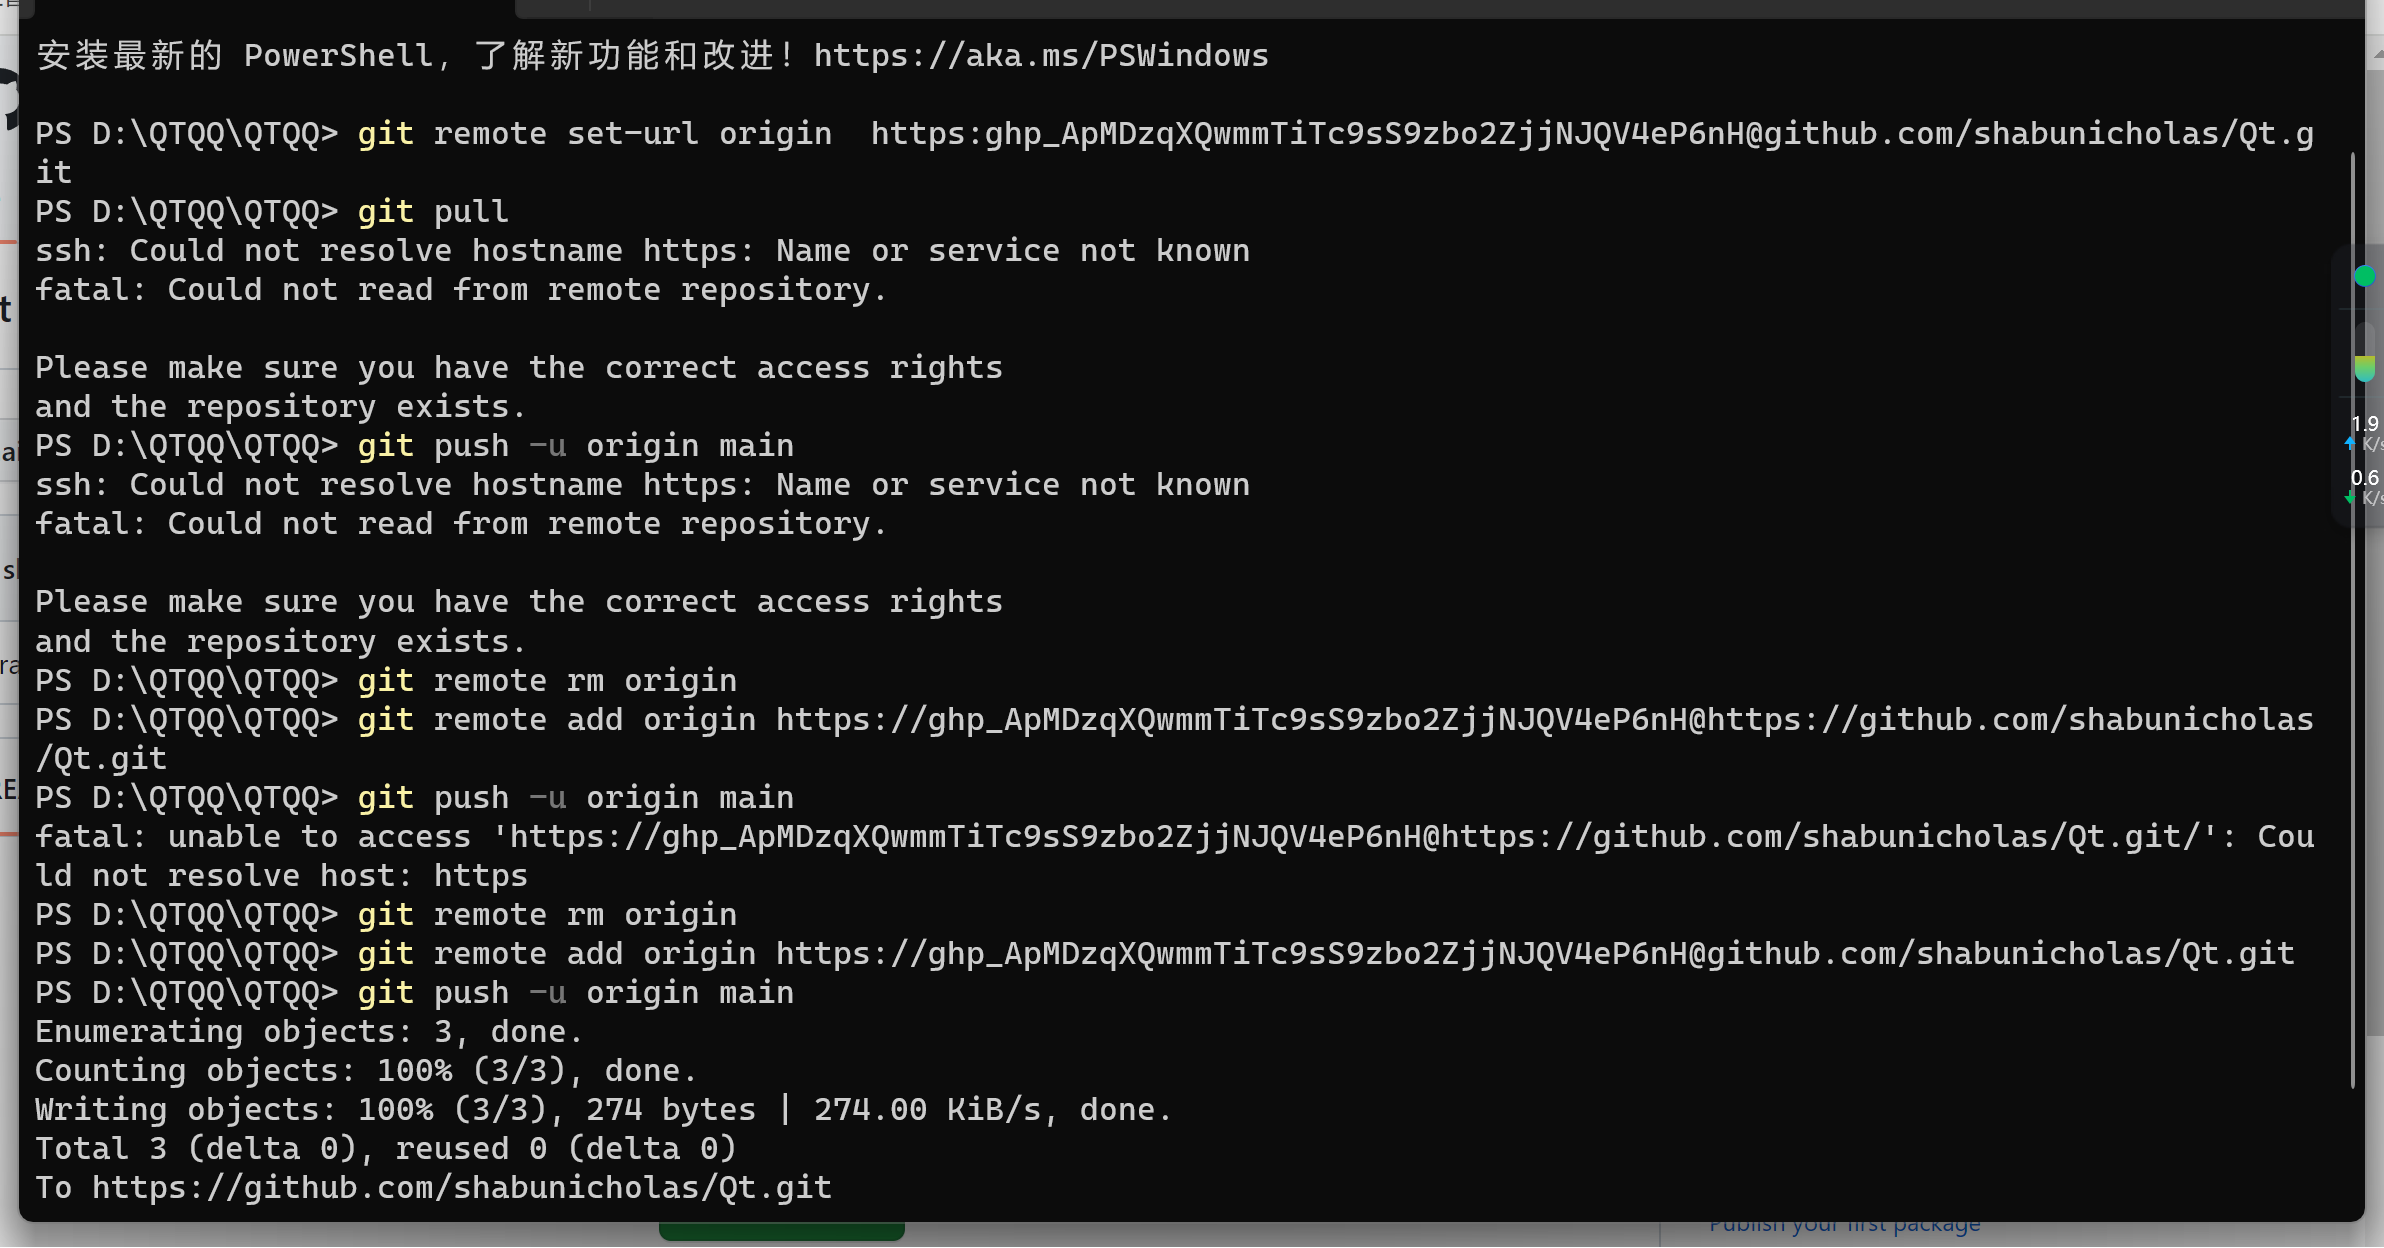 安装最新的 PowerShell，了解新功能和改进！https://aka.ms/PSWindows
PS D:\QTQQ\QTQQ> git remote set-url origin  https: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@github.com/shabunicholas/Qt.g
it
PS D:\QTQQ\QTQQ> git pull
ssh: Could not resolve hostname https: Name or service not known
fatal: Could not read from remote repository.
Please make sure you have the correct access rights
and the repository exists.
PS D:\QTQQ\QTQQ> git push -u origin main
ssh: Could not resolve hostname https: Name or service not known
fatal: Could not read from remote repository.
Please make sure you have the correct access rights
and the repository exists.
PS D:\QTQQ\QTQQ> git remote rm origin
PS D:\QTQQ\QTQQ> git remote add origin https://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@https://github.com/shabunicholas
/Qt.git
PS D:\QTQQ\QTQQ> git push -u origin main
fatal: unable to access 'https://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@https://github.com/shabunicholas/Qt.git/': Cou
ld not resolve host: https
PS D:\QTQQ\QTQQ> git remote rm origin
PS D:\QTQQ\QTQQ> git remote add origin https://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@github.com/shabunicholas/Qt.git
PS D:\QTQQ\QTQQ> git push -u origin main
Enumerating objects: 3, done.
Counting objects: 100% (3/3), done.
Writing objects: 100% (3/3), 274 bytes | 274.00 KiB/s, done.
Total 3 (delta 0), reused 0 (delta 0)
To https://github.com/shabunicholas/Qt.git
1.9
K/s
0.6
K/s
Publish your first package